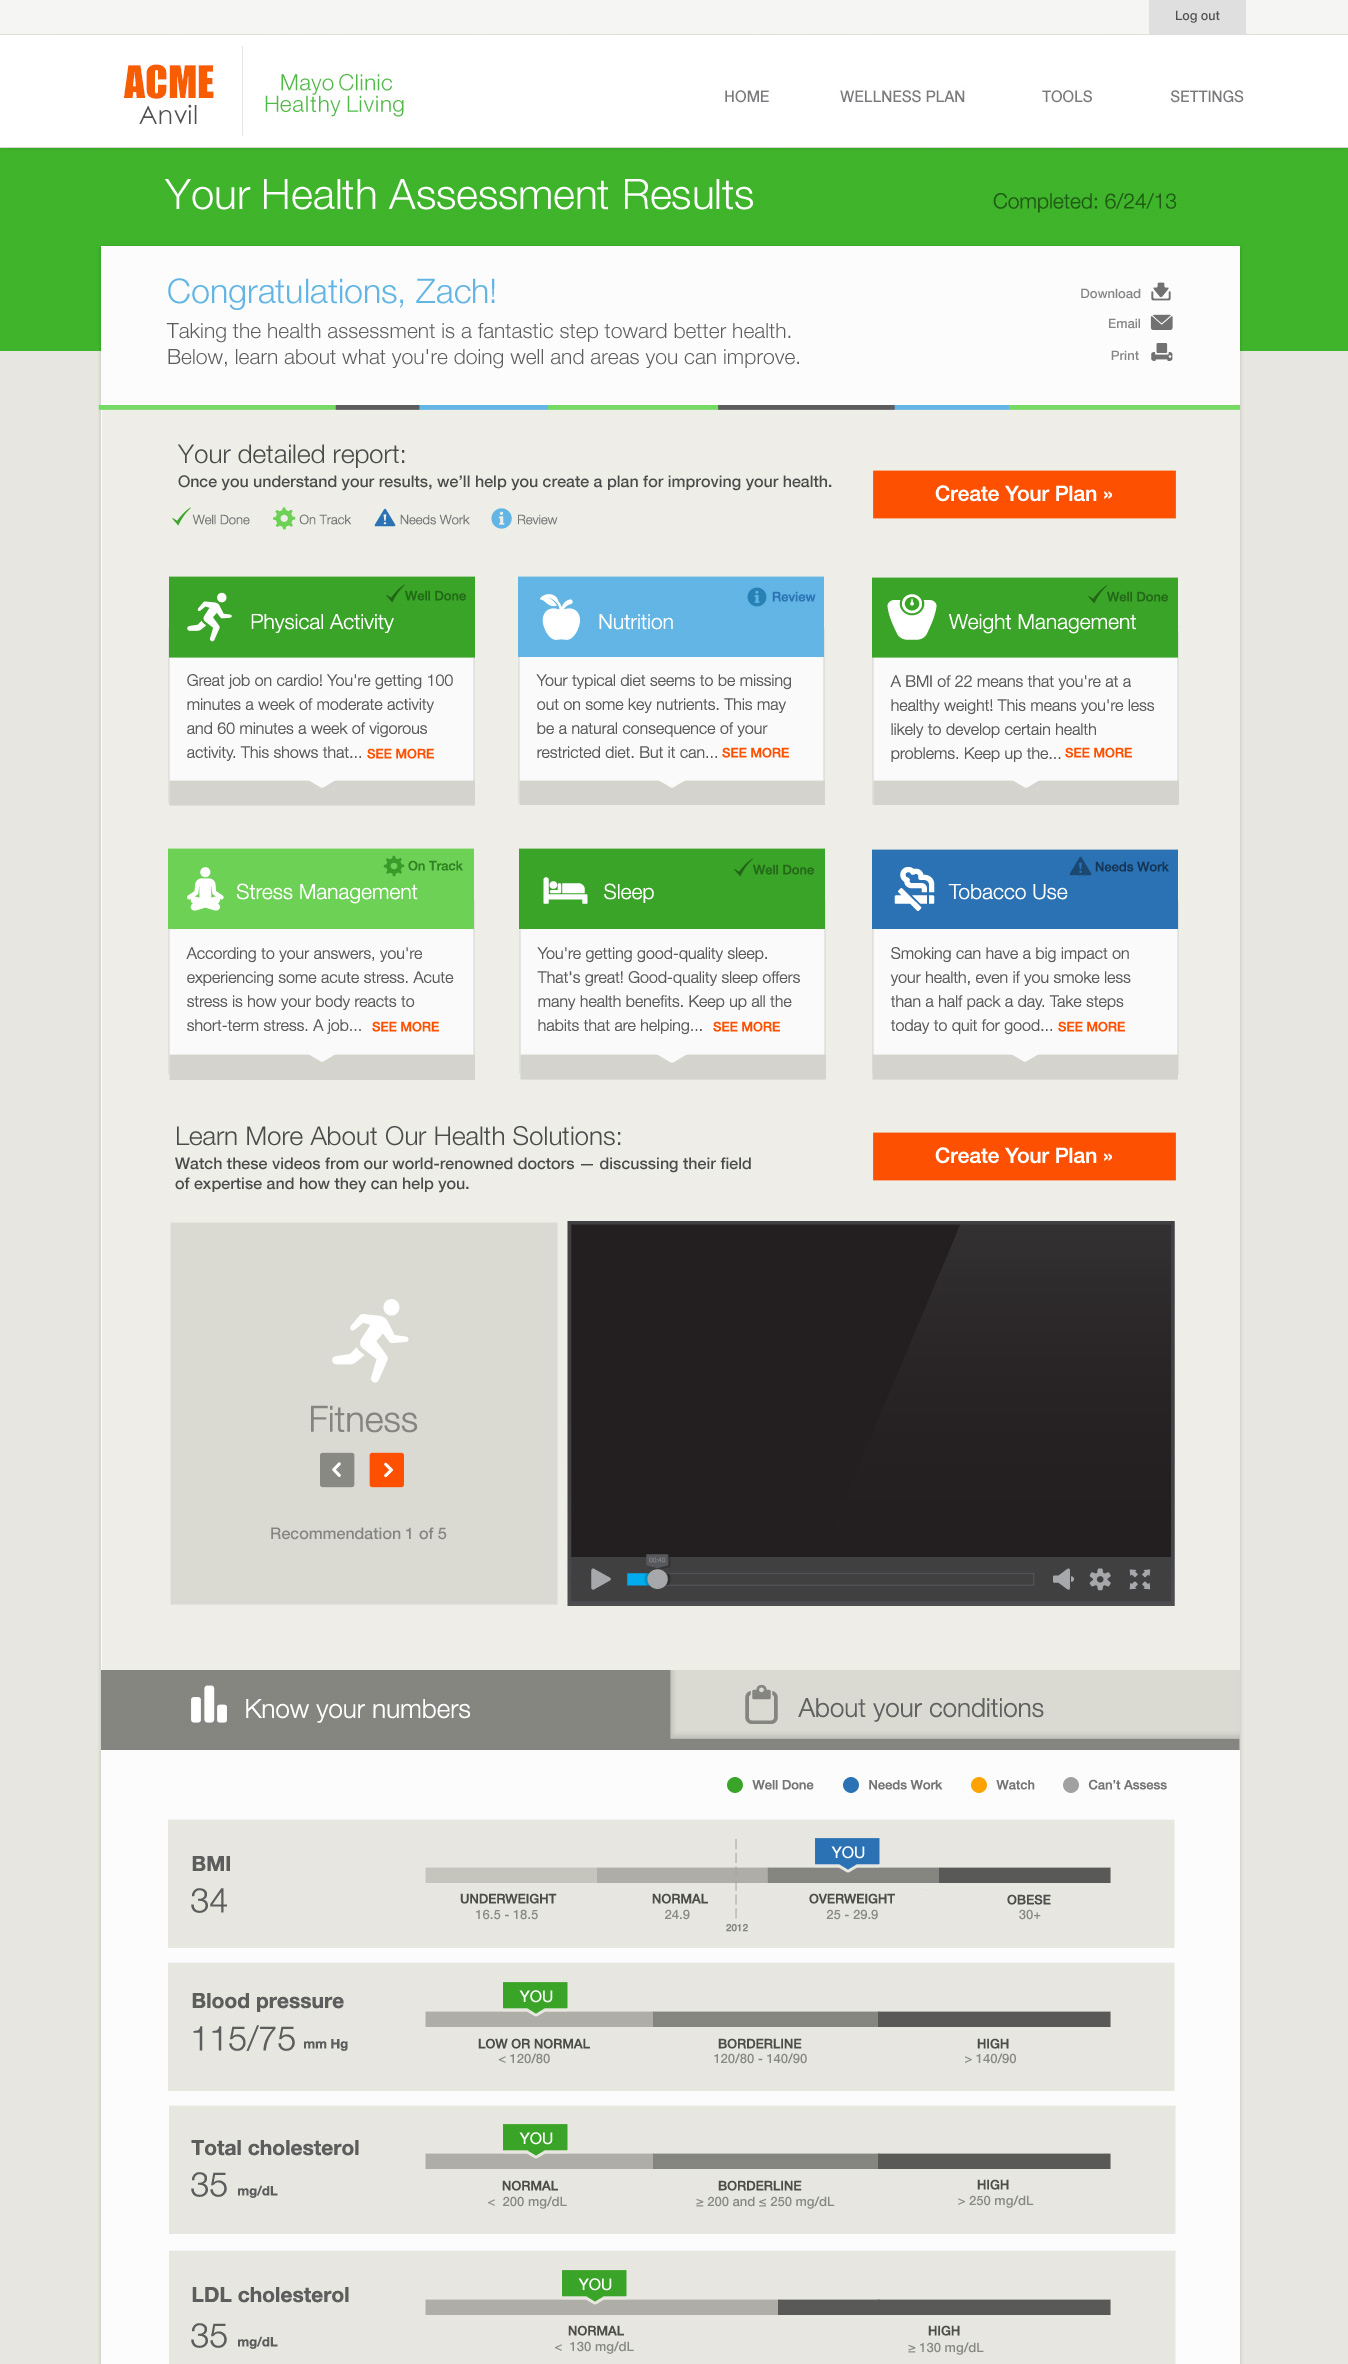 Log out
ACME
Anvil
Mayo Clinic
Healthy Living
HOME
WELLNESS PLAN
TOOLS
SETTINGS
Your Health Assessment Results
Completed: 6/24/13
Congratulations, Zach!
Taking the health assessment is a fantastic step toward better health.
Below, learn about what you're doing well and areas you can improve.
Download
Email
Print
Your detailed report:
Once you understand your results, we'll help you create a plan for improving your health.
Well Done
On Track
Needs Work
Review
Create Your Plan »
Well Done
Physical Activity
Great job on cardio! You're getting 100
minutes a week of moderate activity
and 60 minutes a week of vigorous
activity. This shows that... SEE MORE
Review
Nutrition
Your typical diet seems to be missing
out on some key nutrients. This may
be a natural consequence of your
restricted diet. But it can... SEE MORE
Well Done
Weight Management
A BMI of 22 means that you're at a
healthy weight! This means you're less
likely to develop certain health
problems. Keep up the... SEE MORE
On Track
Stress Management
According to your answers, you're
experiencing some acute stress. Acute
stress is how your body reacts to
short-term stress. A job... SEE MORE
Well Done
Sleep
You're getting good-quality sleep.
That's great! Good-quality sleep offers
many health benefits. Keep up all the
habits that are helping... SEE MORE
Needs Work
Tobacco Use
Smoking can have a big impact on
your health, even if you smoke less
than a half pack a day. Take steps
today to quit for good... SEE MORE
Learn More About Our Health Solutions:
Watch these videos from our world-renowned doctors — discussing their field
of expertise and how they can help you.
Create Your Plan »
Fitness
Recommendation 1 of 5
00:40
Know your numbers
About your conditions
Well Done
Needs Work
Watch
Can't Assess
BMI
34
YOU
UNDERWEIGHT
16.5 - 18.5
NORMAL
24.9
2012
OVERWEIGHT
25 - 29.9
OBESE
30+
Blood pressure
115/75 mm Hg
YOU
LOW OR NORMAL
< 120/80
BORDERLINE
120/80 - 140/90
HIGH
> 140/90
Total cholesterol
35 mg/dL
YOU
NORMAL
< 200 mg/dL
BORDERLINE
≥ 200 and ≤ 250 mg/dL
HIGH
> 250 mg/dL
LDL cholesterol
35 mg/dL
YOU
NORMAL
< 130 mg/dL
HIGH
≥ 130 mg/dL